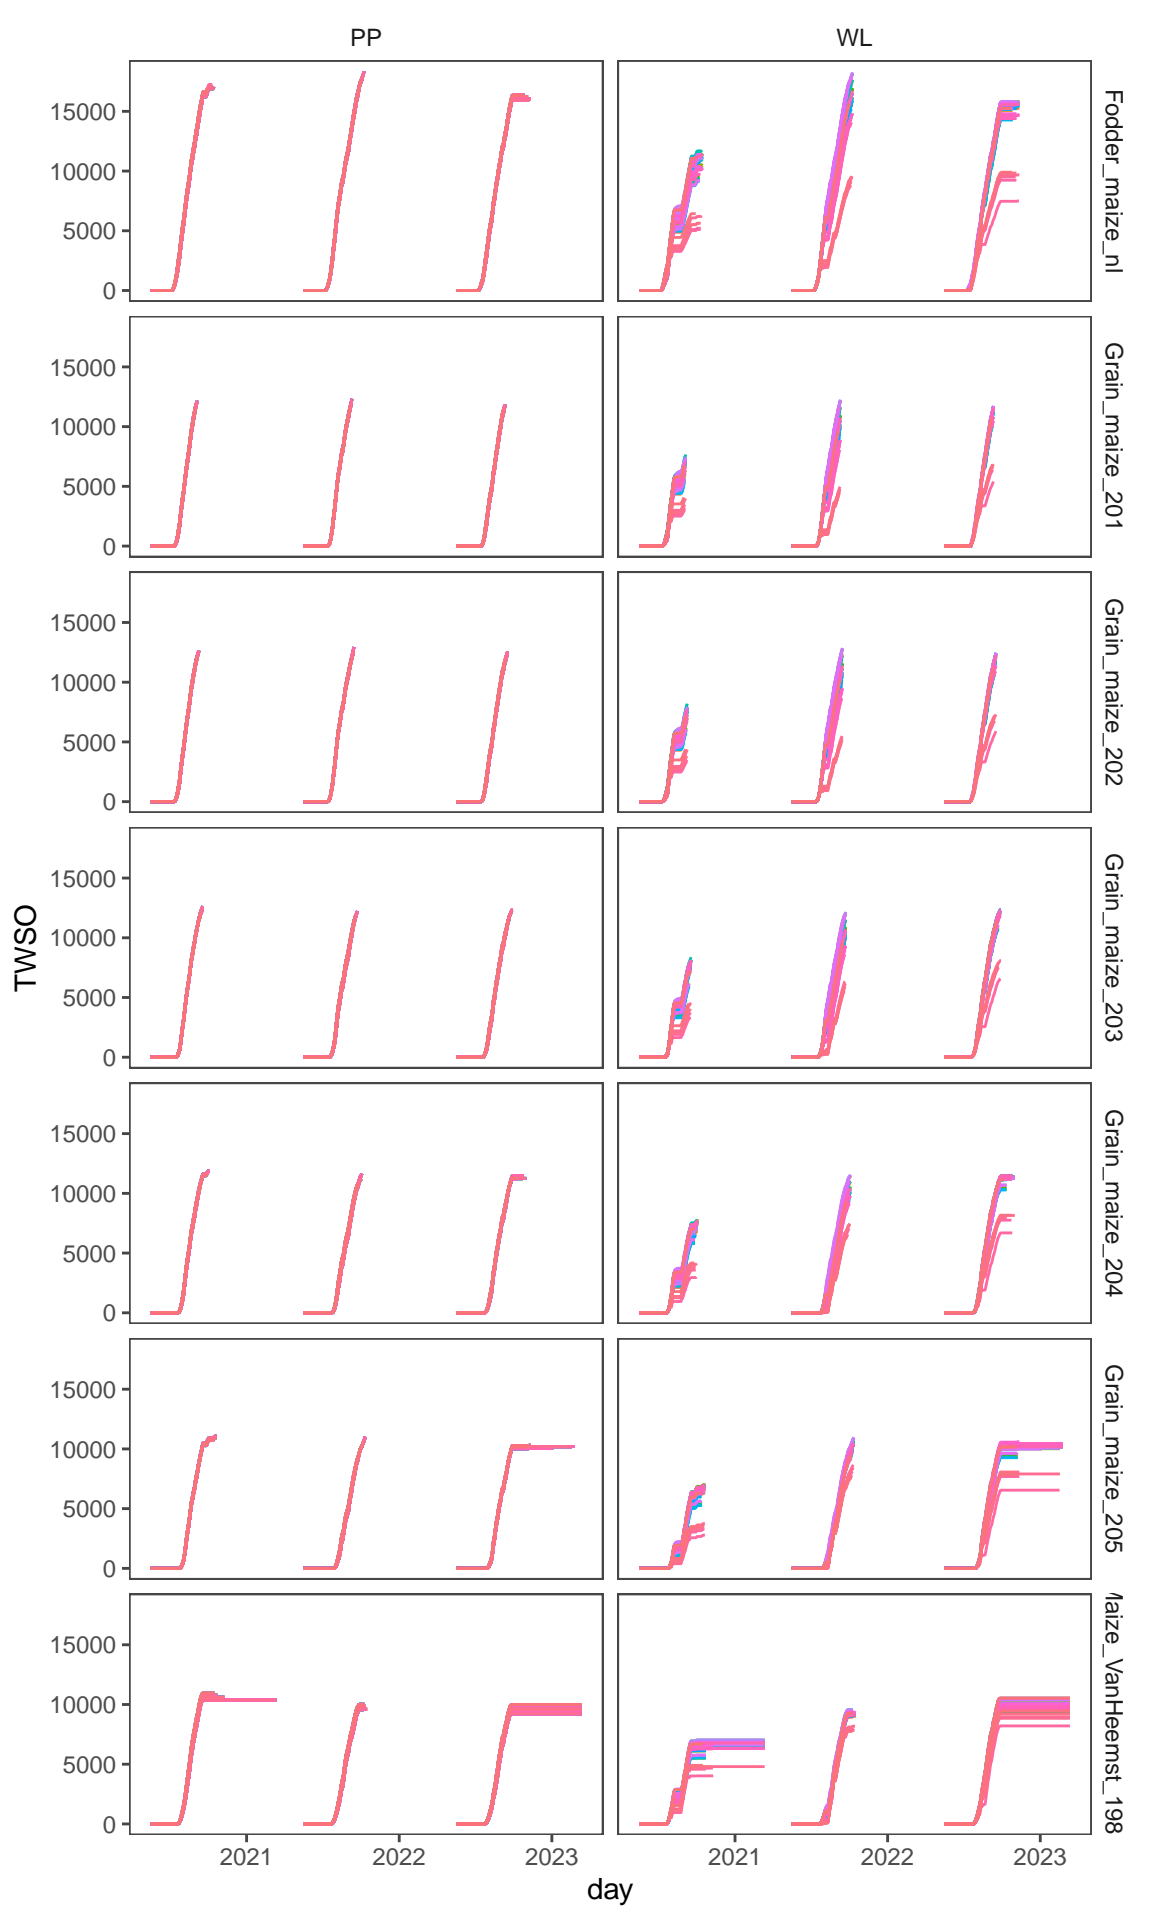 PP WL
15000
10000
5000
0
Fodder_maize_nl
15000
10000
5000
0
Grain_maize_201
15000
10000
5000
0
Grain_maize_202
TWSO
15000
10000
5000
0
Grain_maize_203
15000
10000
5000
0
Grain_maize_204
15000
10000
5000
0
Grain_maize_205
15000
10000
5000
0
Maize_VanHeemst_198
2021 2022 2023 2021 2022 2023
day